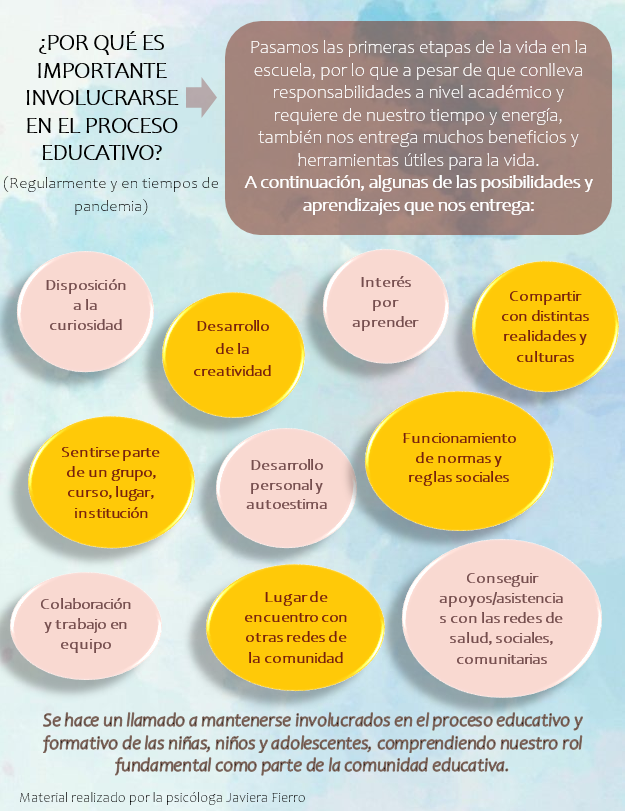 ¿POR QUÉ ES
IMPORTANTE
INVOLUCRARSE
EN EL PROCESO
EDUCATIVO?
(Regularmente y en tiempos de
pandemia)
Pasamos las primeras etapas de la vida en la
escuela, por lo que a pesar de que conlleva
responsabilidades a nivel académico y
requiere de nuestro tiempo y energía,
también nos entrega muchos beneficios y
herramientas útiles para la vida.
A continuación, algunas de las posibilidades y
aprendizajes que nos entrega:
Disposición
a la
curiosidad
Desarrollo
de la
creatividad
Interés
por
aprender
Compartir
con distintas
realidades y
culturas
Sentirse parte
de un grupo,
curso, lugar,
institución
Desarrollo
personal y
autoestima
Funcionamiento
de normas y
reglas sociales
Colaboración
y trabajo en
equipo
Lugar de
encuentro con
otras redes de
la comunidad
Conseguir
apoyos/asistencia
s con las redes de
salud, sociales,
comunitarias
Se hace un llamado a mantenerse involucrados en el proceso educativo y
formativo de las niñas, niños y adolescentes, comprendiendo nuestro rol
fundamental como parte de la comunidad educativa.
Material realizado por la psicóloga Javiera Fierro